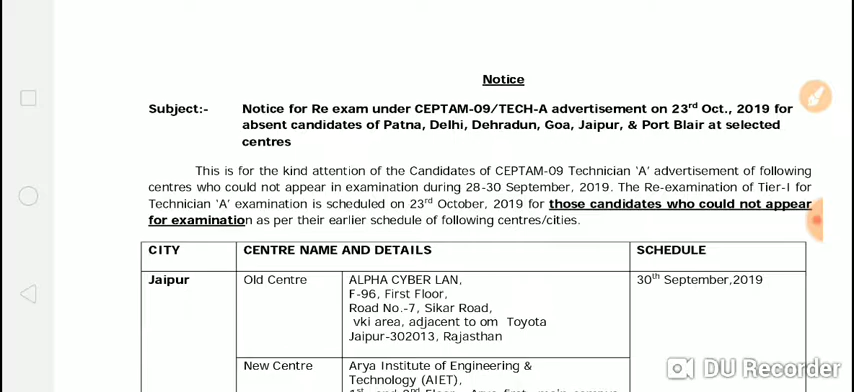 Notice
Subject:- Notice for Re exam under CEPTAM-09/TECH-A advertisement on 23rd Oct., 2019 for
absent candidates of Patna, Delhi, Dehradun, Goa, Jaipur, & Port Blair at selected
centres
This is for the kind attention of the Candidates of CEPTAM-09 Technician ‘A’ advertisement of following
centres who could not appear in examination during 28-30 September, 2019. The Re-examination of Tier-I for
Technician ‘A’ examination is scheduled on 23rd October, 2019 for those candidates who could not appear
for examination as per their earlier schedule of following centres/cities.
CITY CENTRE NAME AND DETAILS SCHEDULE
Jaipur Old Centre ALPHA CYBER LAN, 30th September,2019
F-96, First Floor,
Road No.-7, Sikar Road,
vki area, adjacent to om Toyota
Jaipur-302013, Rajasthan
New Centre Arya Institute of Engineering &
Technology (AIET),
DU Recorder